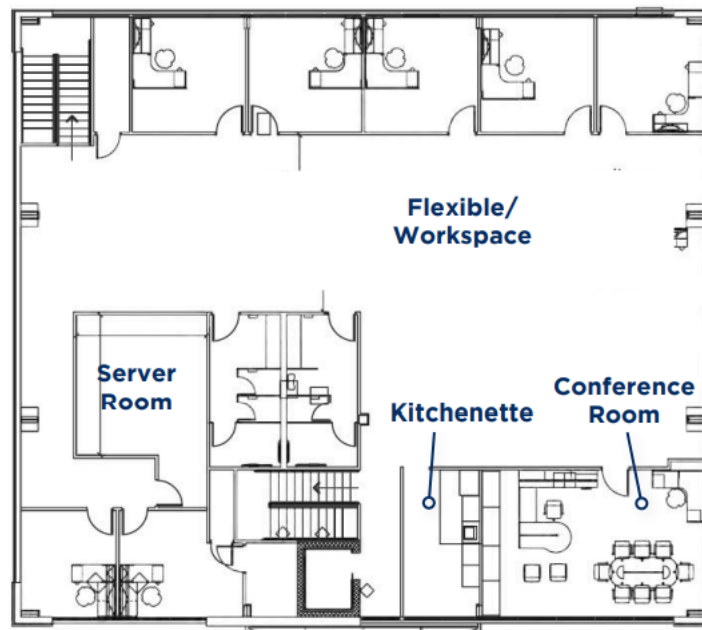 Flexible/
Workspace
Server
Room
Kitchenette
Conference
Room